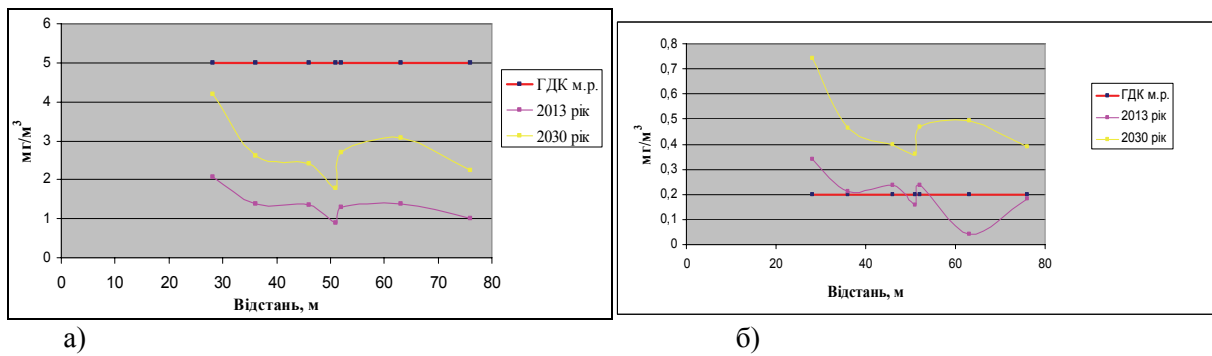 6
5
4
3
2
1
0
мг/м³
0 10 20 30 40 50 60 70 80
Відстань, м
ГДК м.р.
2013 рік
2030 рік
а)
0,8
0,7
0,6
0,5
0,4
0,3
0,2
0,1
0
мг/м³
0 20 40 60 80
Відстань, м
ГДК м.р.
2013 рік
2030 рік
б)